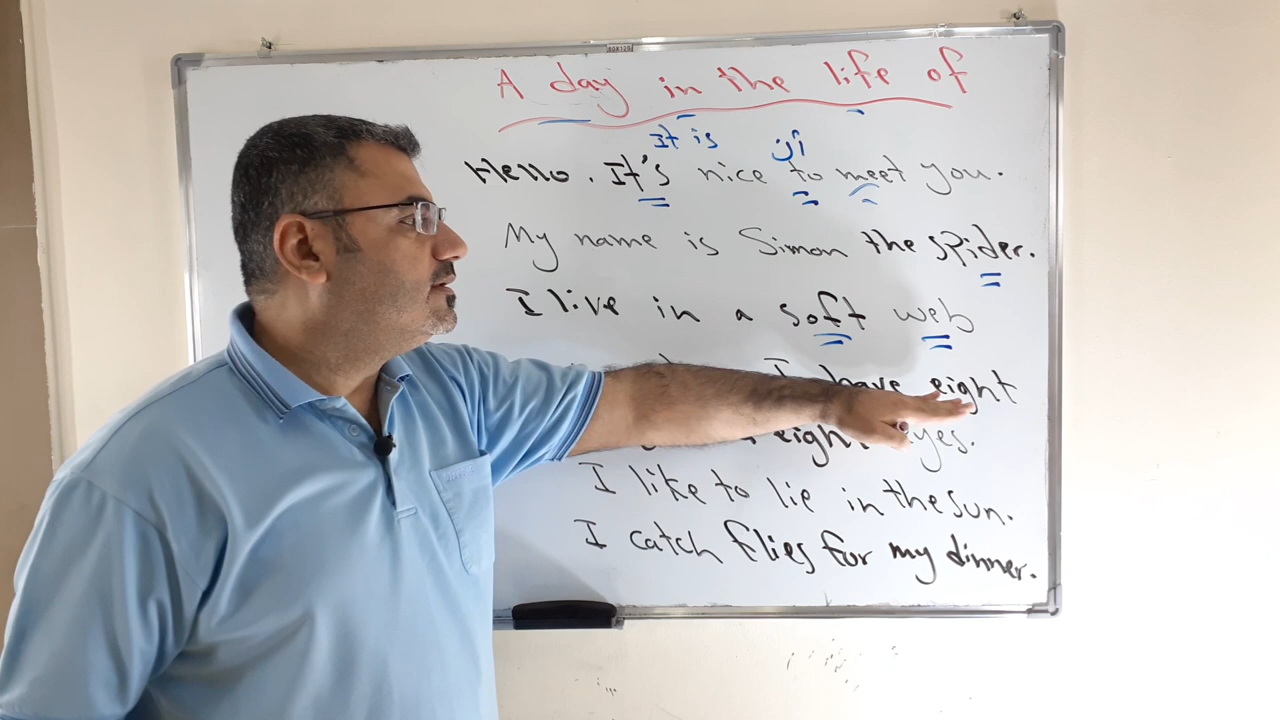 80X120
A day in the life of
It is أن
Hello. It's nice to meet you.
My name is Simon the spider.
I live in a soft web
I have eight
eight eyes.
I like to lie in the sun.
I catch flies for my dinner.